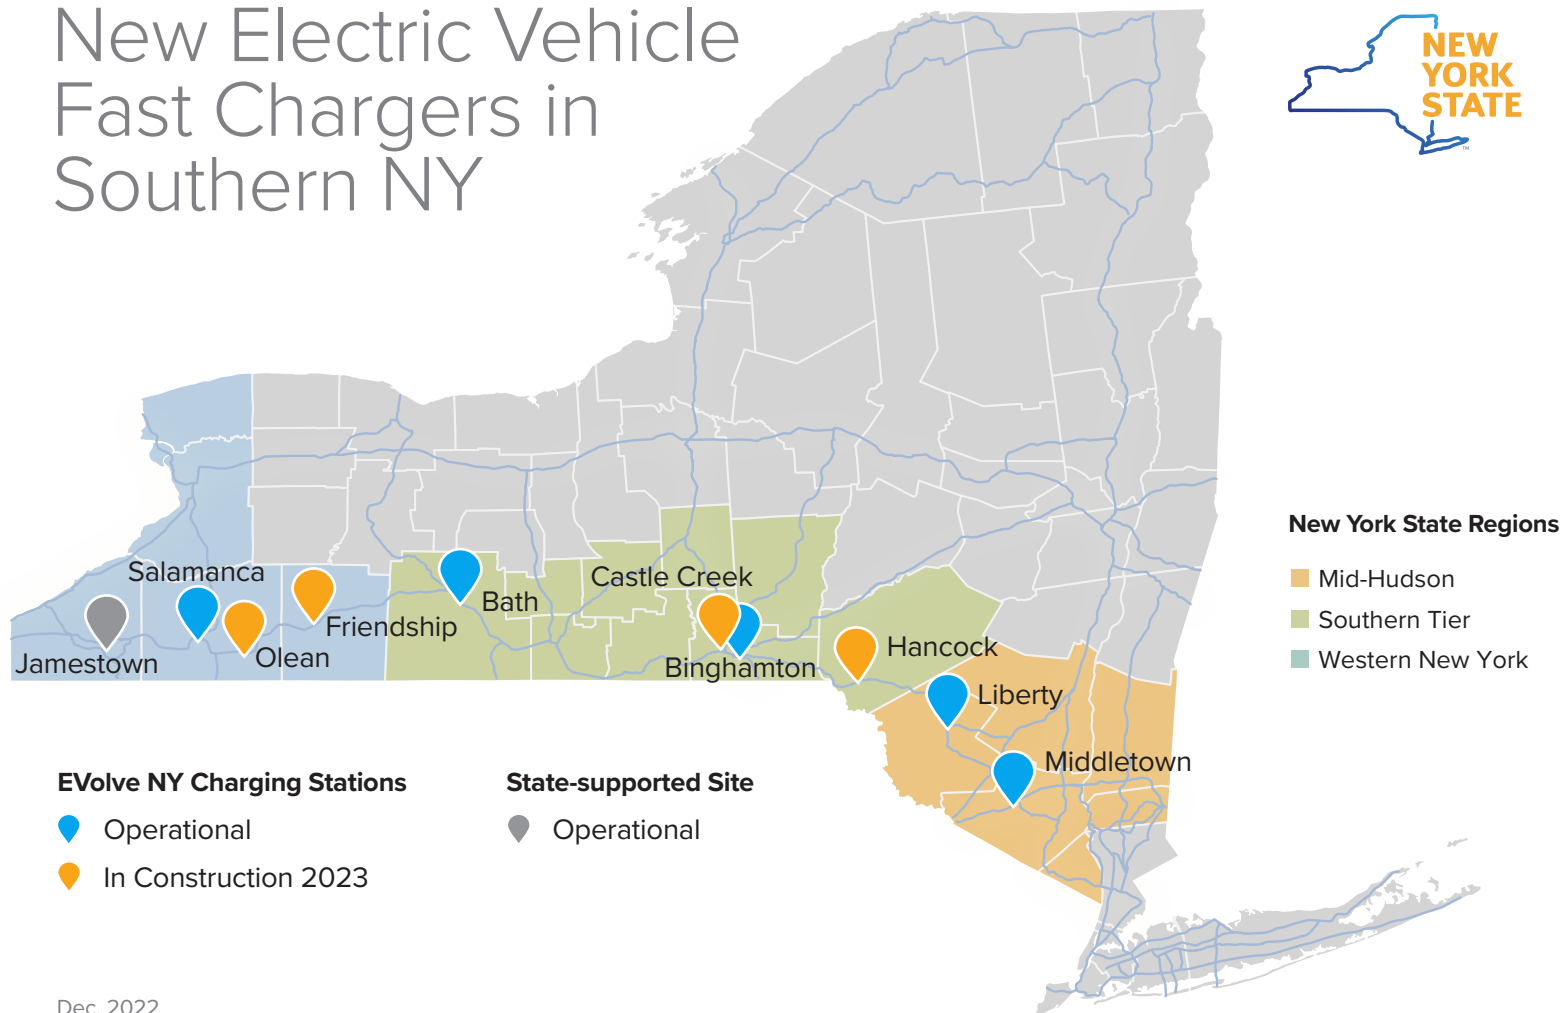 New Electric Vehicle
Fast Chargers in
Southern NY
NEW
YORK
STATE
TM
Salamanca
Castle Creek
Bath
Friendship
Jamestown
Olean
Binghamton
Hancock
Liberty
Middletown
New York State Regions
Mid-Hudson
Southern Tier
Western New York
EVolve NY Charging Stations
Operational
In Construction 2023
State-supported Site
Operational
Dec. 2022